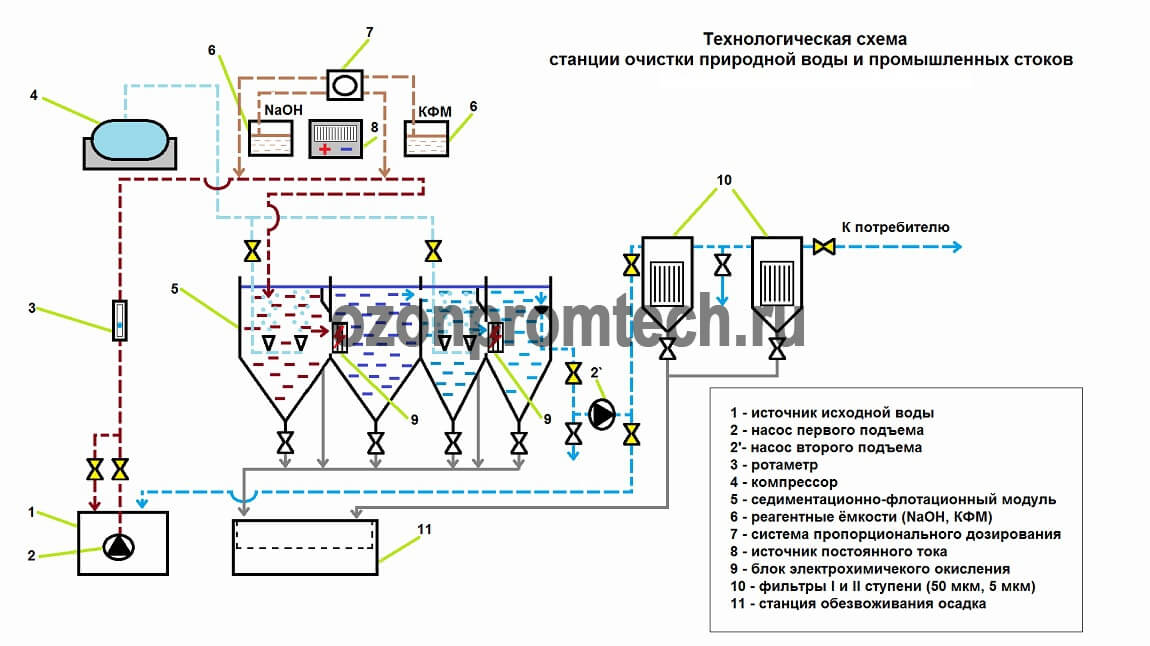 Технологическая схема
станции очистки природной воды и промышленных стоков
7
6
4
NaOH
КФМ
6
8
+ −
10
К потребителю
5
3
ozonpromtech.ru
2`
9
9
1 - источник исходной воды
2 - насос первого подъема
2'- насос второго подъема
3 - ротаметр
4 - компрессор
5 - седиментационно-флотационный модуль
6 - реагентные ёмкости (NaOH, КФМ)
7 - система пропорционального дозирования
8 - источник постоянного тока
9 - блок электрохимичекого окисления
10 - фильтры I и II ступени (50 мкм, 5 мкм)
11 - станция обезвоживания осадка
1
11
2